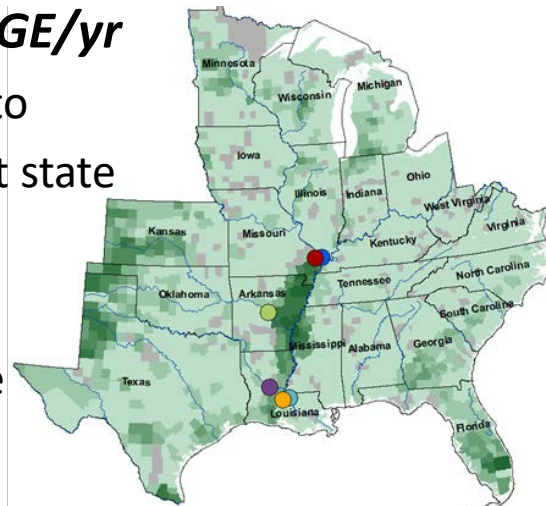 GE/yr
to
t state
e
Minnesota
Wisconsin
Michigan
Iowa
Illinois
Indiana
Ohio
West Virginia
Virginia
Kansas
Missouri
Kentucky
Oklahoma
Arkansas
Tennessee
North Carolina
South Carolina
Mississippi
Alabama
Georgia
Texas
Louisiana
Florida